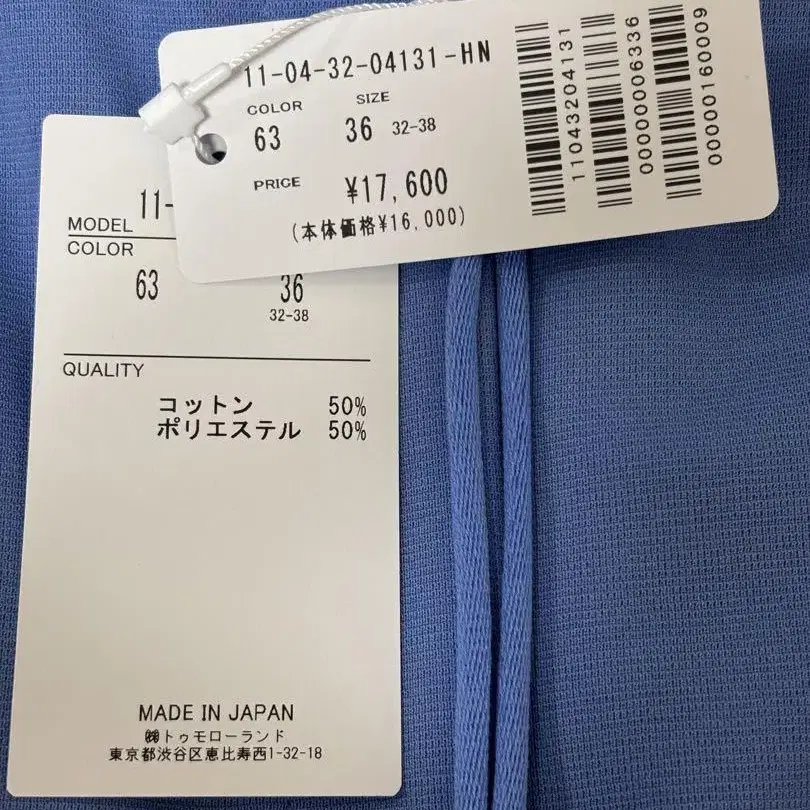 11-04-32-04131-HN
COLOR SIZE
63 36 32-38
PRICE ¥17,600
(本体価格¥16,000)
11043204131
000000006336
00000160009
MODEL 11-
COLOR
63 36
32-38
QUALITY
コットン 50%
ポリエステル 50%
MADE IN JAPAN
㈱トゥモローランド
東京都渋谷区恵比寿西1-32-18